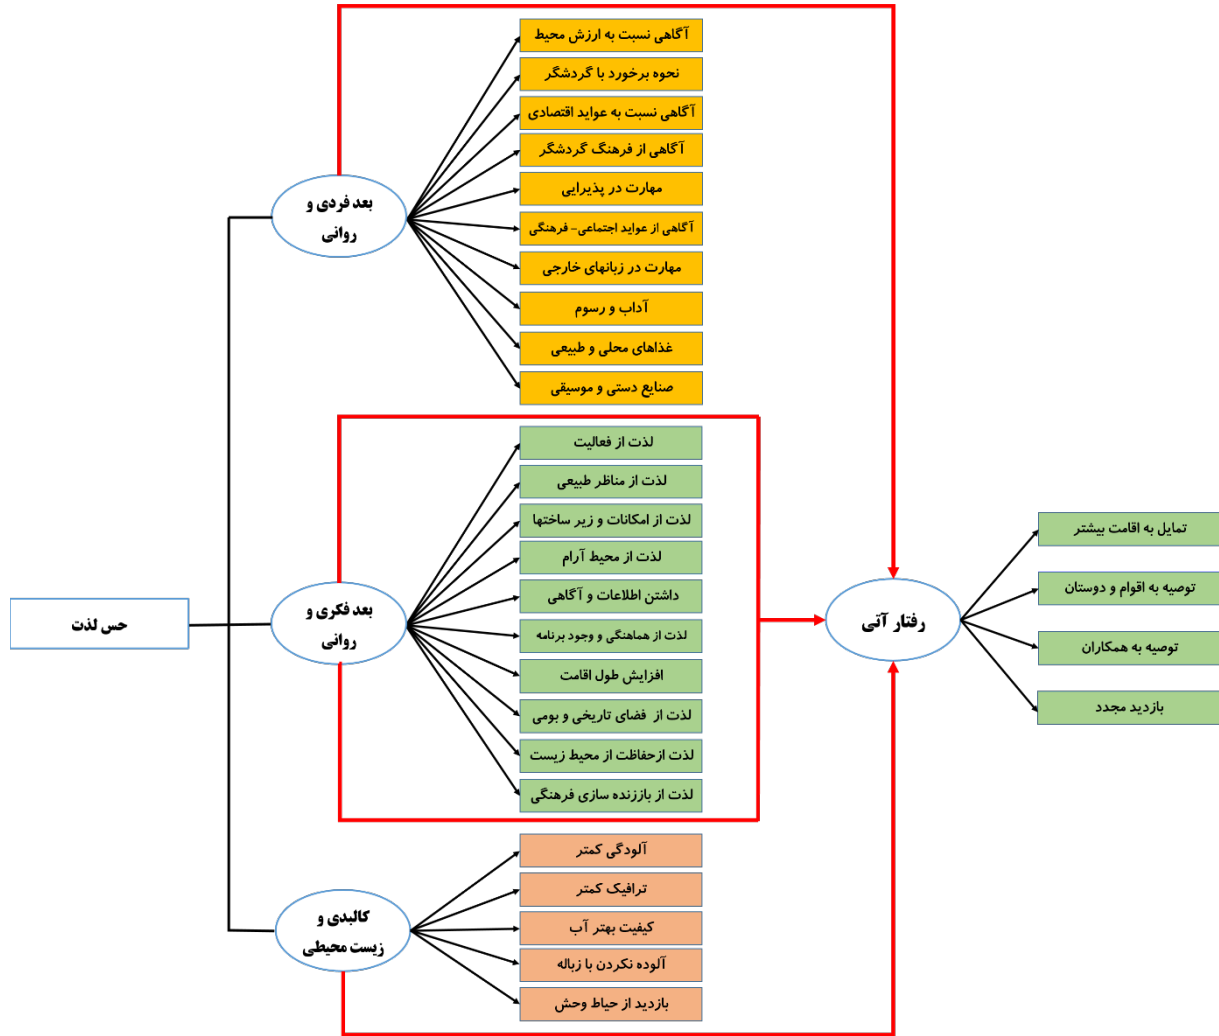 حس لذت
بعد فردی و
روانی
آگاهی نسبت به ارزش محیط
نحوه برخورد با گردشگر
آگاهی نسبت به عواید اقتصادی
آگاهی از فرهنگ گردشگر
مهارت در پذیرایی
آگاهی از عواید اجتماعی- فرهنگی
مهارت در زبانهای خارجی
آداب و رسوم
غذاهای محلی و طبیعی
صنایع دستی و موسیقی
بعد فکری و
روانی
لذت از فعالیت
لذت از مناظر طبیعی
لذت از امکانات و زیر ساختها
لذت از محیط آرام
داشتن اطلاعات و آگاهی
لذت از هماهنگی و وجود برنامه
افزایش طول اقامت
لذت از فضای تاریخی و بومی
لذت ازحفاظت از محیط زیست
لذت از باززنده سازی فرهنگی
کالبدی و
زیست محیطی
آلودگی کمتر
ترافیک کمتر
کیفیت بهتر آب
آلوده نکردن با زباله
بازدید از حیاط وحش
رفتار آتی
تمایل به اقامت بیشتر
توصیه به اقوام و دوستان
توصیه به همکاران
بازدید مجدد